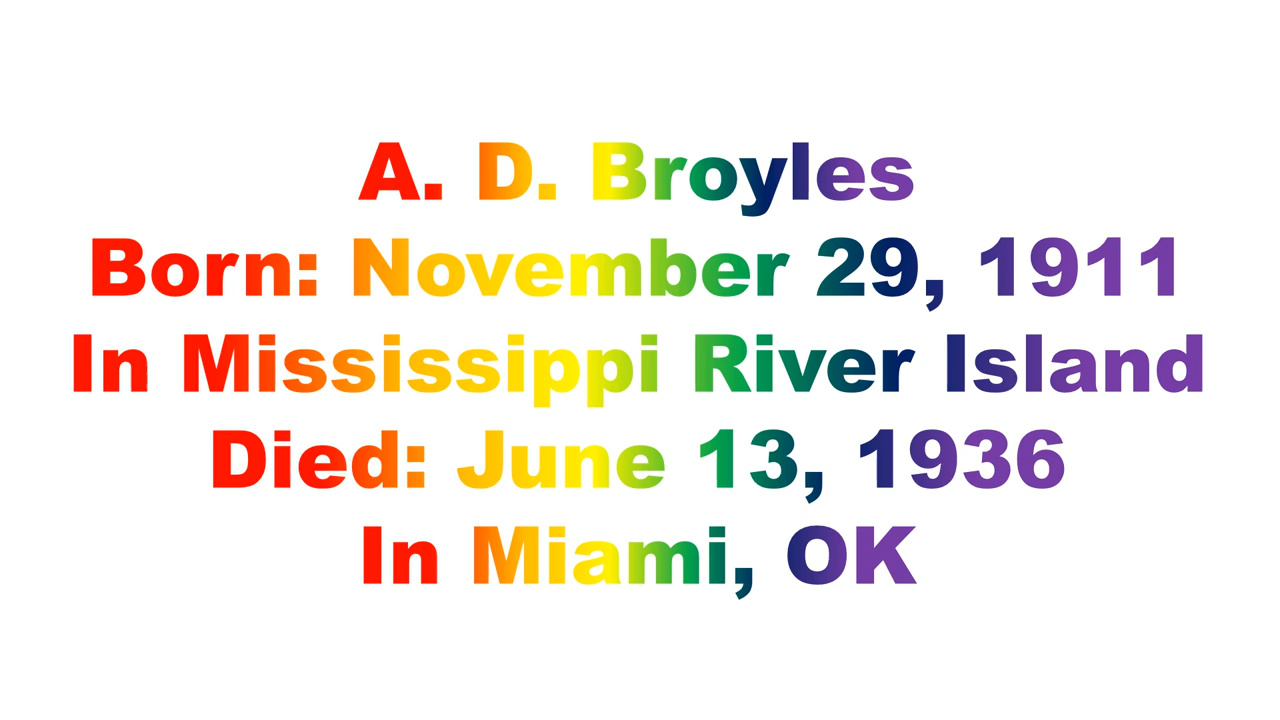 A. D. Broyles
Born: November 29, 1911
In Mississippi River Island
Died: June 13, 1936
In Miami, OK